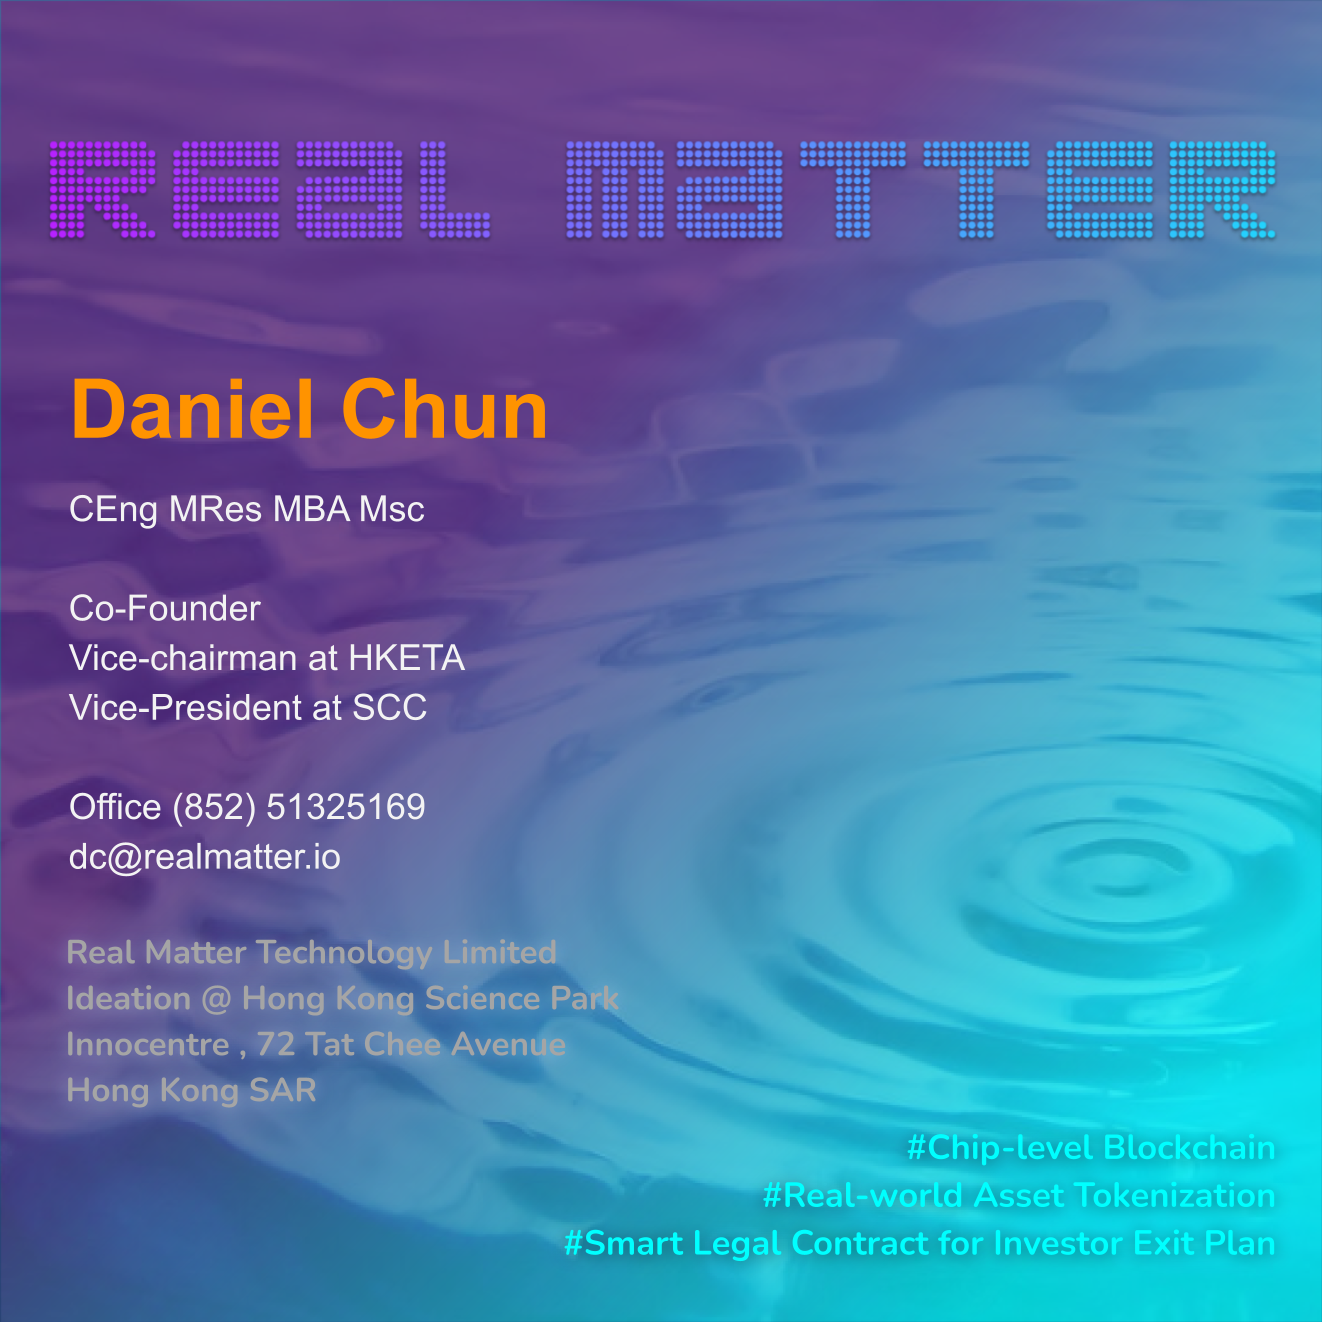 REAL MATTER
Daniel Chun
CEng MRes MBA Msc
Co-Founder
Vice-chairman at HKETA
Vice-President at SCC
Office (852) 51325169
dc@realmatter.io
Real Matter Technology Limited
Ideation @ Hong Kong Science Park
Innocentre , 72 Tat Chee Avenue
Hong Kong SAR
#Chip-level Blockchain
#Real-world Asset Tokenization
#Smart Legal Contract for Investor Exit Plan